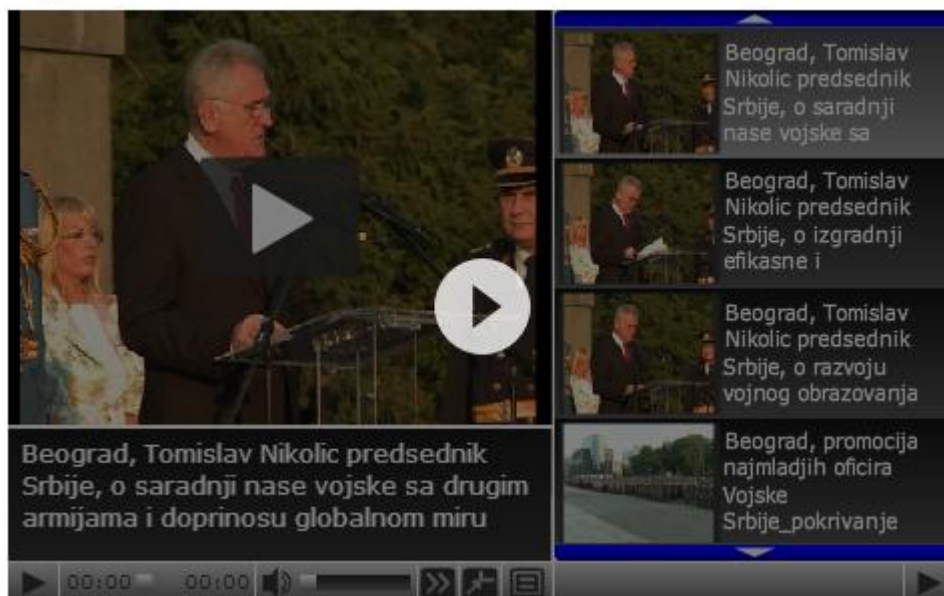 Beograd, Tomislav
Nikolic predsednik
Srbije, o saradnji
nase vojske sa
Beograd, Tomislav
Nikolic predsednik
Srbije, o izgradnji
efikasne i
Beograd, Tomislav
Nikolic predsednik
Srbije, o razvoju
vojnog obrazovanja
Beograd, promocija
najmladjih oficira
Vojske
Srbije_pokrivanje
Beograd, Tomislav Nikolic predsednik
Srbije, o saradnji nase vojske sa drugim
armijama i doprinosu globalnom miru
00:00 00:00